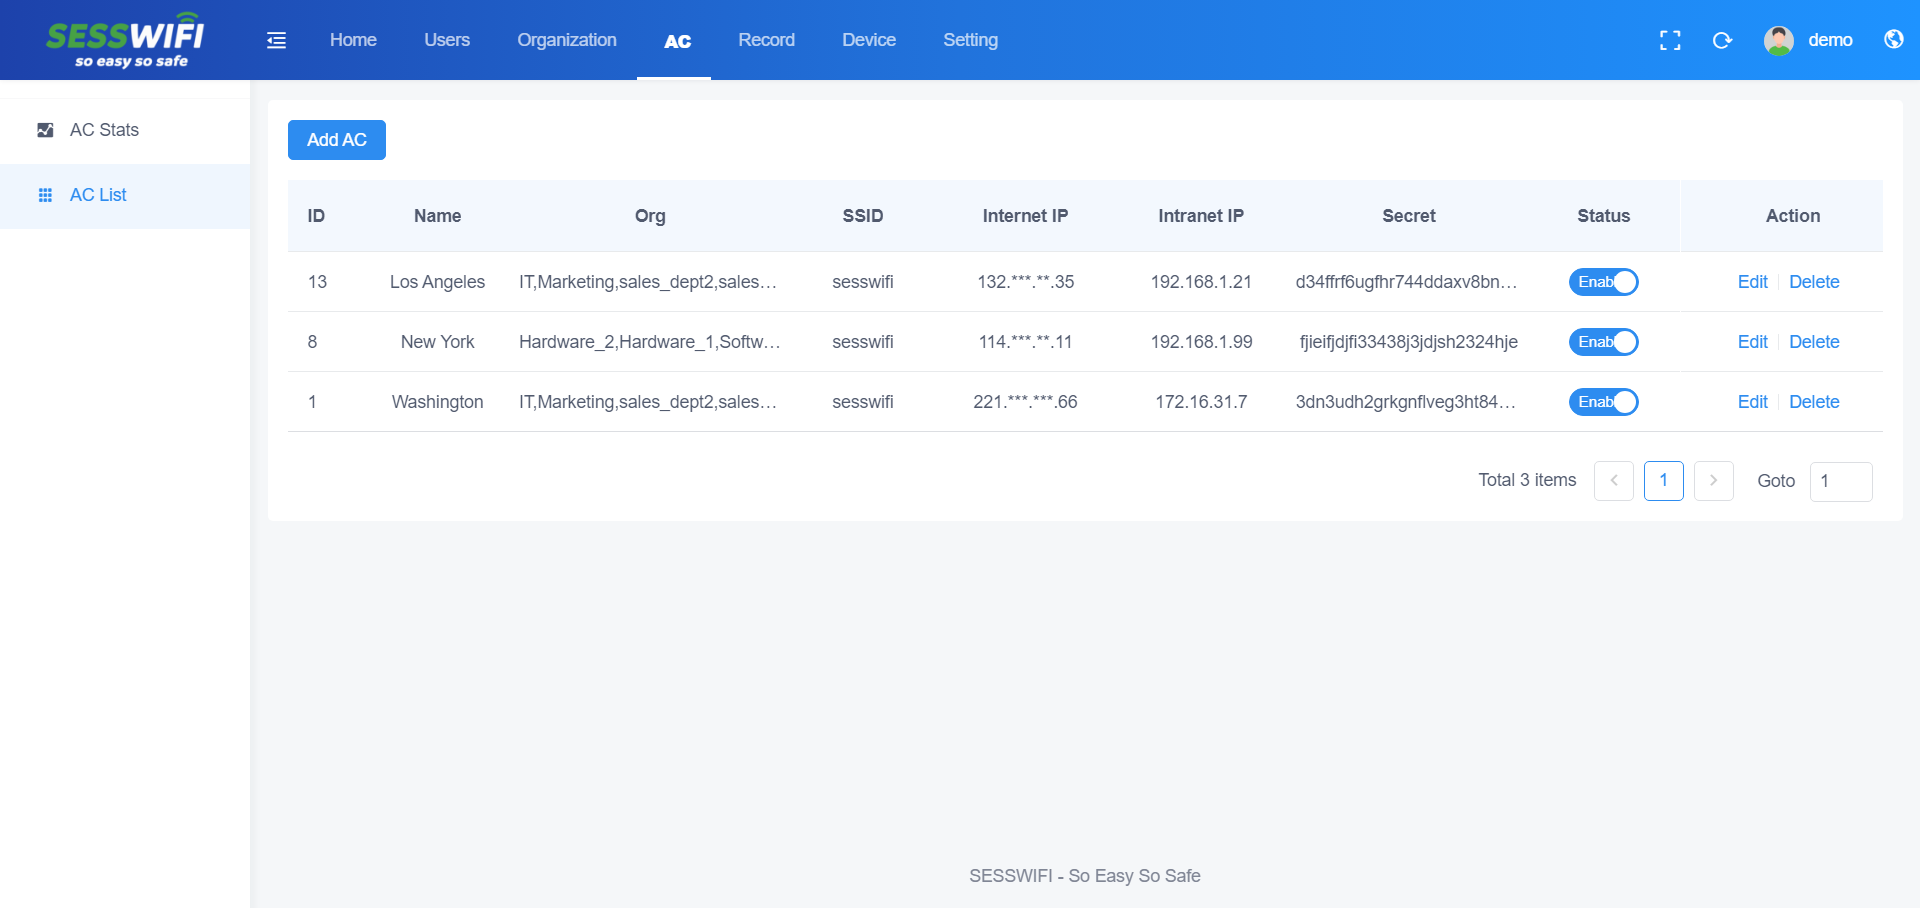 SESSWIFI
so easy so safe
Home Users Organization AC Record Device Setting demo
AC Stats
AC List
Add AC
ID Name Org SSID Internet IP Intranet IP Secret Status Action
13 Los Angeles IT,Marketing,sales_dept2,sales… sesswifi 132.***.**.35 192.168.1.21 d34ffrf6ugfhr744ddaxv8bn… Enab Edit Delete
8 New York Hardware_2,Hardware_1,Softw… sesswifi 114.***.**.11 192.168.1.99 fjieifjdjfi33438j3jdjsh2324hje Enab Edit Delete
1 Washington IT,Marketing,sales_dept2,sales… sesswifi 221.***.***.66 172.16.31.7 3dn3udh2grkgnflveg3ht84… Enab Edit Delete
Total 3 items 1 Goto 1
SESSWIFI - So Easy So Safe